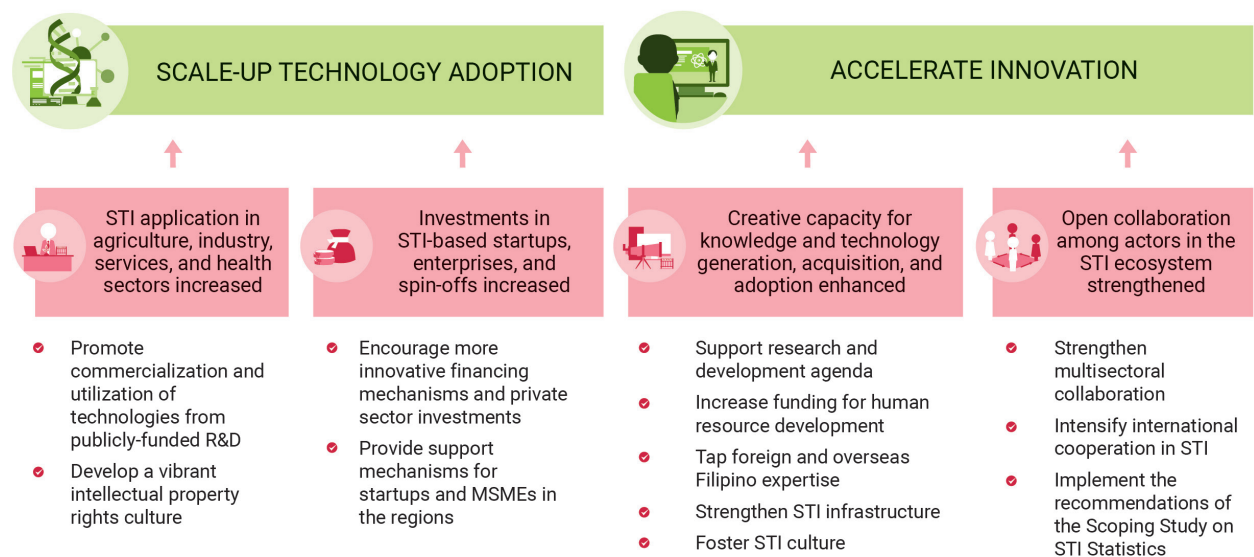 SCALE-UP TECHNOLOGY ADOPTION
ACCELERATE INNOVATION
STI application in
agriculture, industry,
services, and health
sectors increased
Investments in
STI-based startups,
enterprises, and
spin-offs increased
Creative capacity for
knowledge and technology
generation, acquisition, and
adoption enhanced
Open collaboration
among actors in the
STI ecosystem
strengthened
Promote
commercialization and
utilization of
technologies from
publicly-funded R&D
Develop a vibrant
intellectual property
rights culture
Encourage more
innovative financing
mechanisms and private
sector investments
Provide support
mechanisms for
startups and MSMEs in
the regions
Support research and
development agenda
Increase funding for human
resource development
Tap foreign and overseas
Filipino expertise
Strengthen STI infrastructure
Foster STI culture
Strengthen
multisectoral
collaboration
Intensify international
cooperation in STI
Implement the
recommendations of
the Scoping Study on
STI Statistics